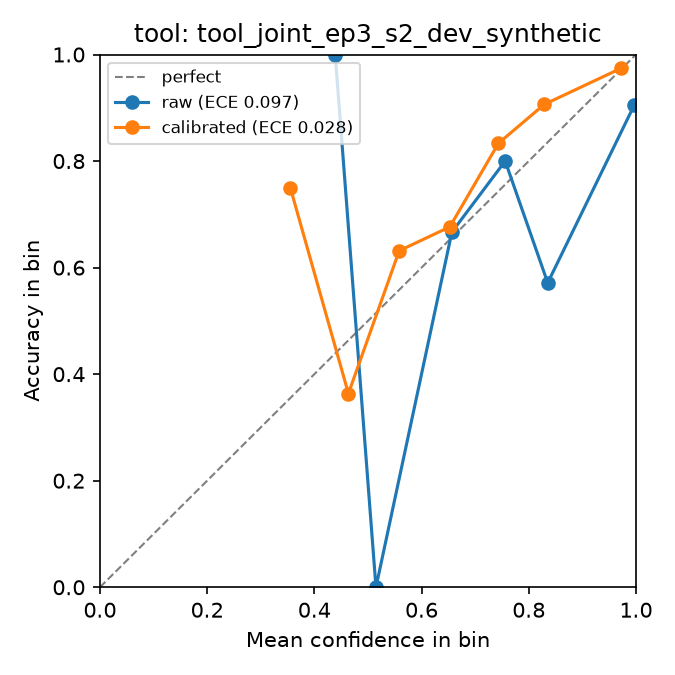 tool: tool_joint_ep3_s2_dev_synthetic
perfect
raw (ECE 0.097)
calibrated (ECE 0.028)
1.0
0.8
0.6
0.4
0.2
0.0
Accuracy in bin
0.0 0.2 0.4 0.6 0.8 1.0
Mean confidence in bin